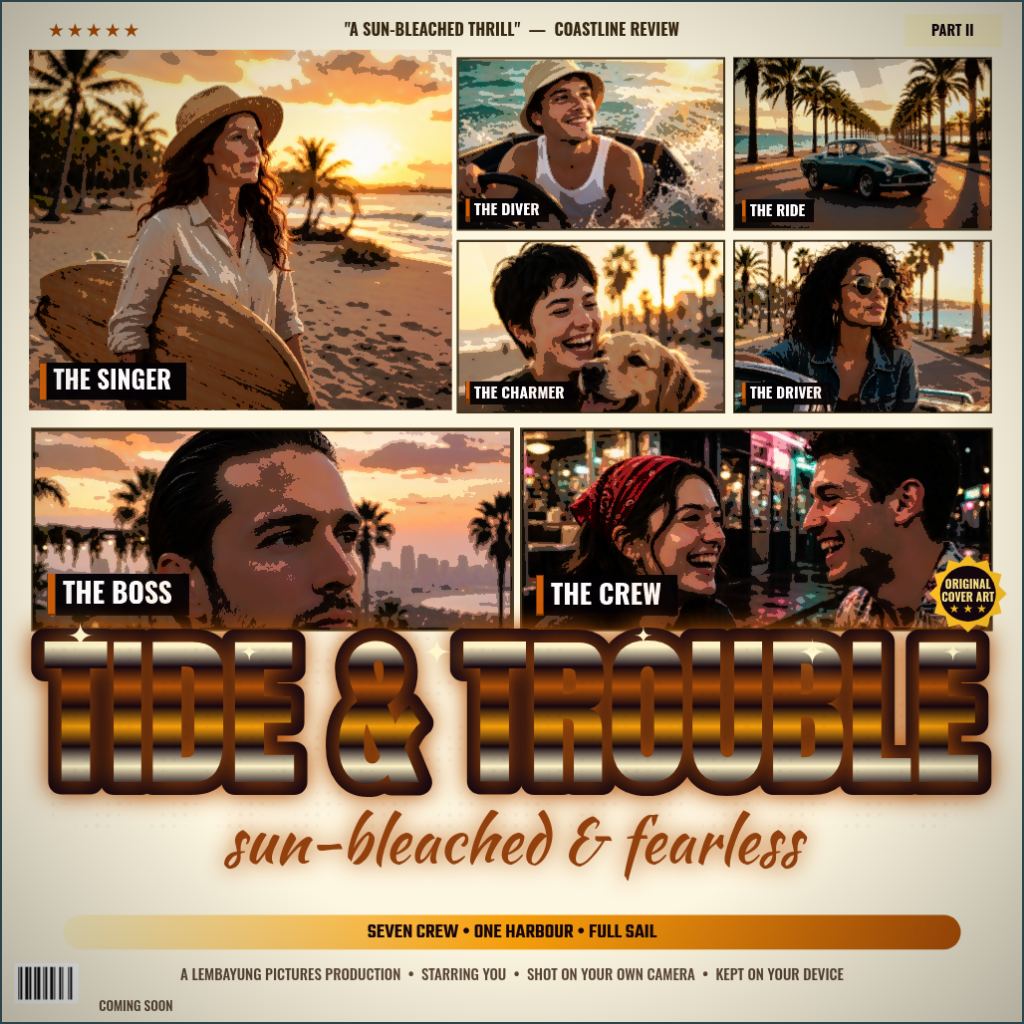 ★★★★★
"A SUN-BLEACHED THRILL" — COASTLINE REVIEW
PART II
THE SINGER
THE DIVER
THE RIDE
THE CHARMER
THE DRIVER
THE BOSS
THE CREW
ORIGINAL
COVER ART
★★★
TIDE & TROUBLE
sun-bleached & fearless
SEVEN CREW • ONE HARBOUR • FULL SAIL
A LEMBAYUNG PICTURES PRODUCTION • STARRING YOU • SHOT ON YOUR OWN CAMERA • KEPT ON YOUR DEVICE
COMING SOON